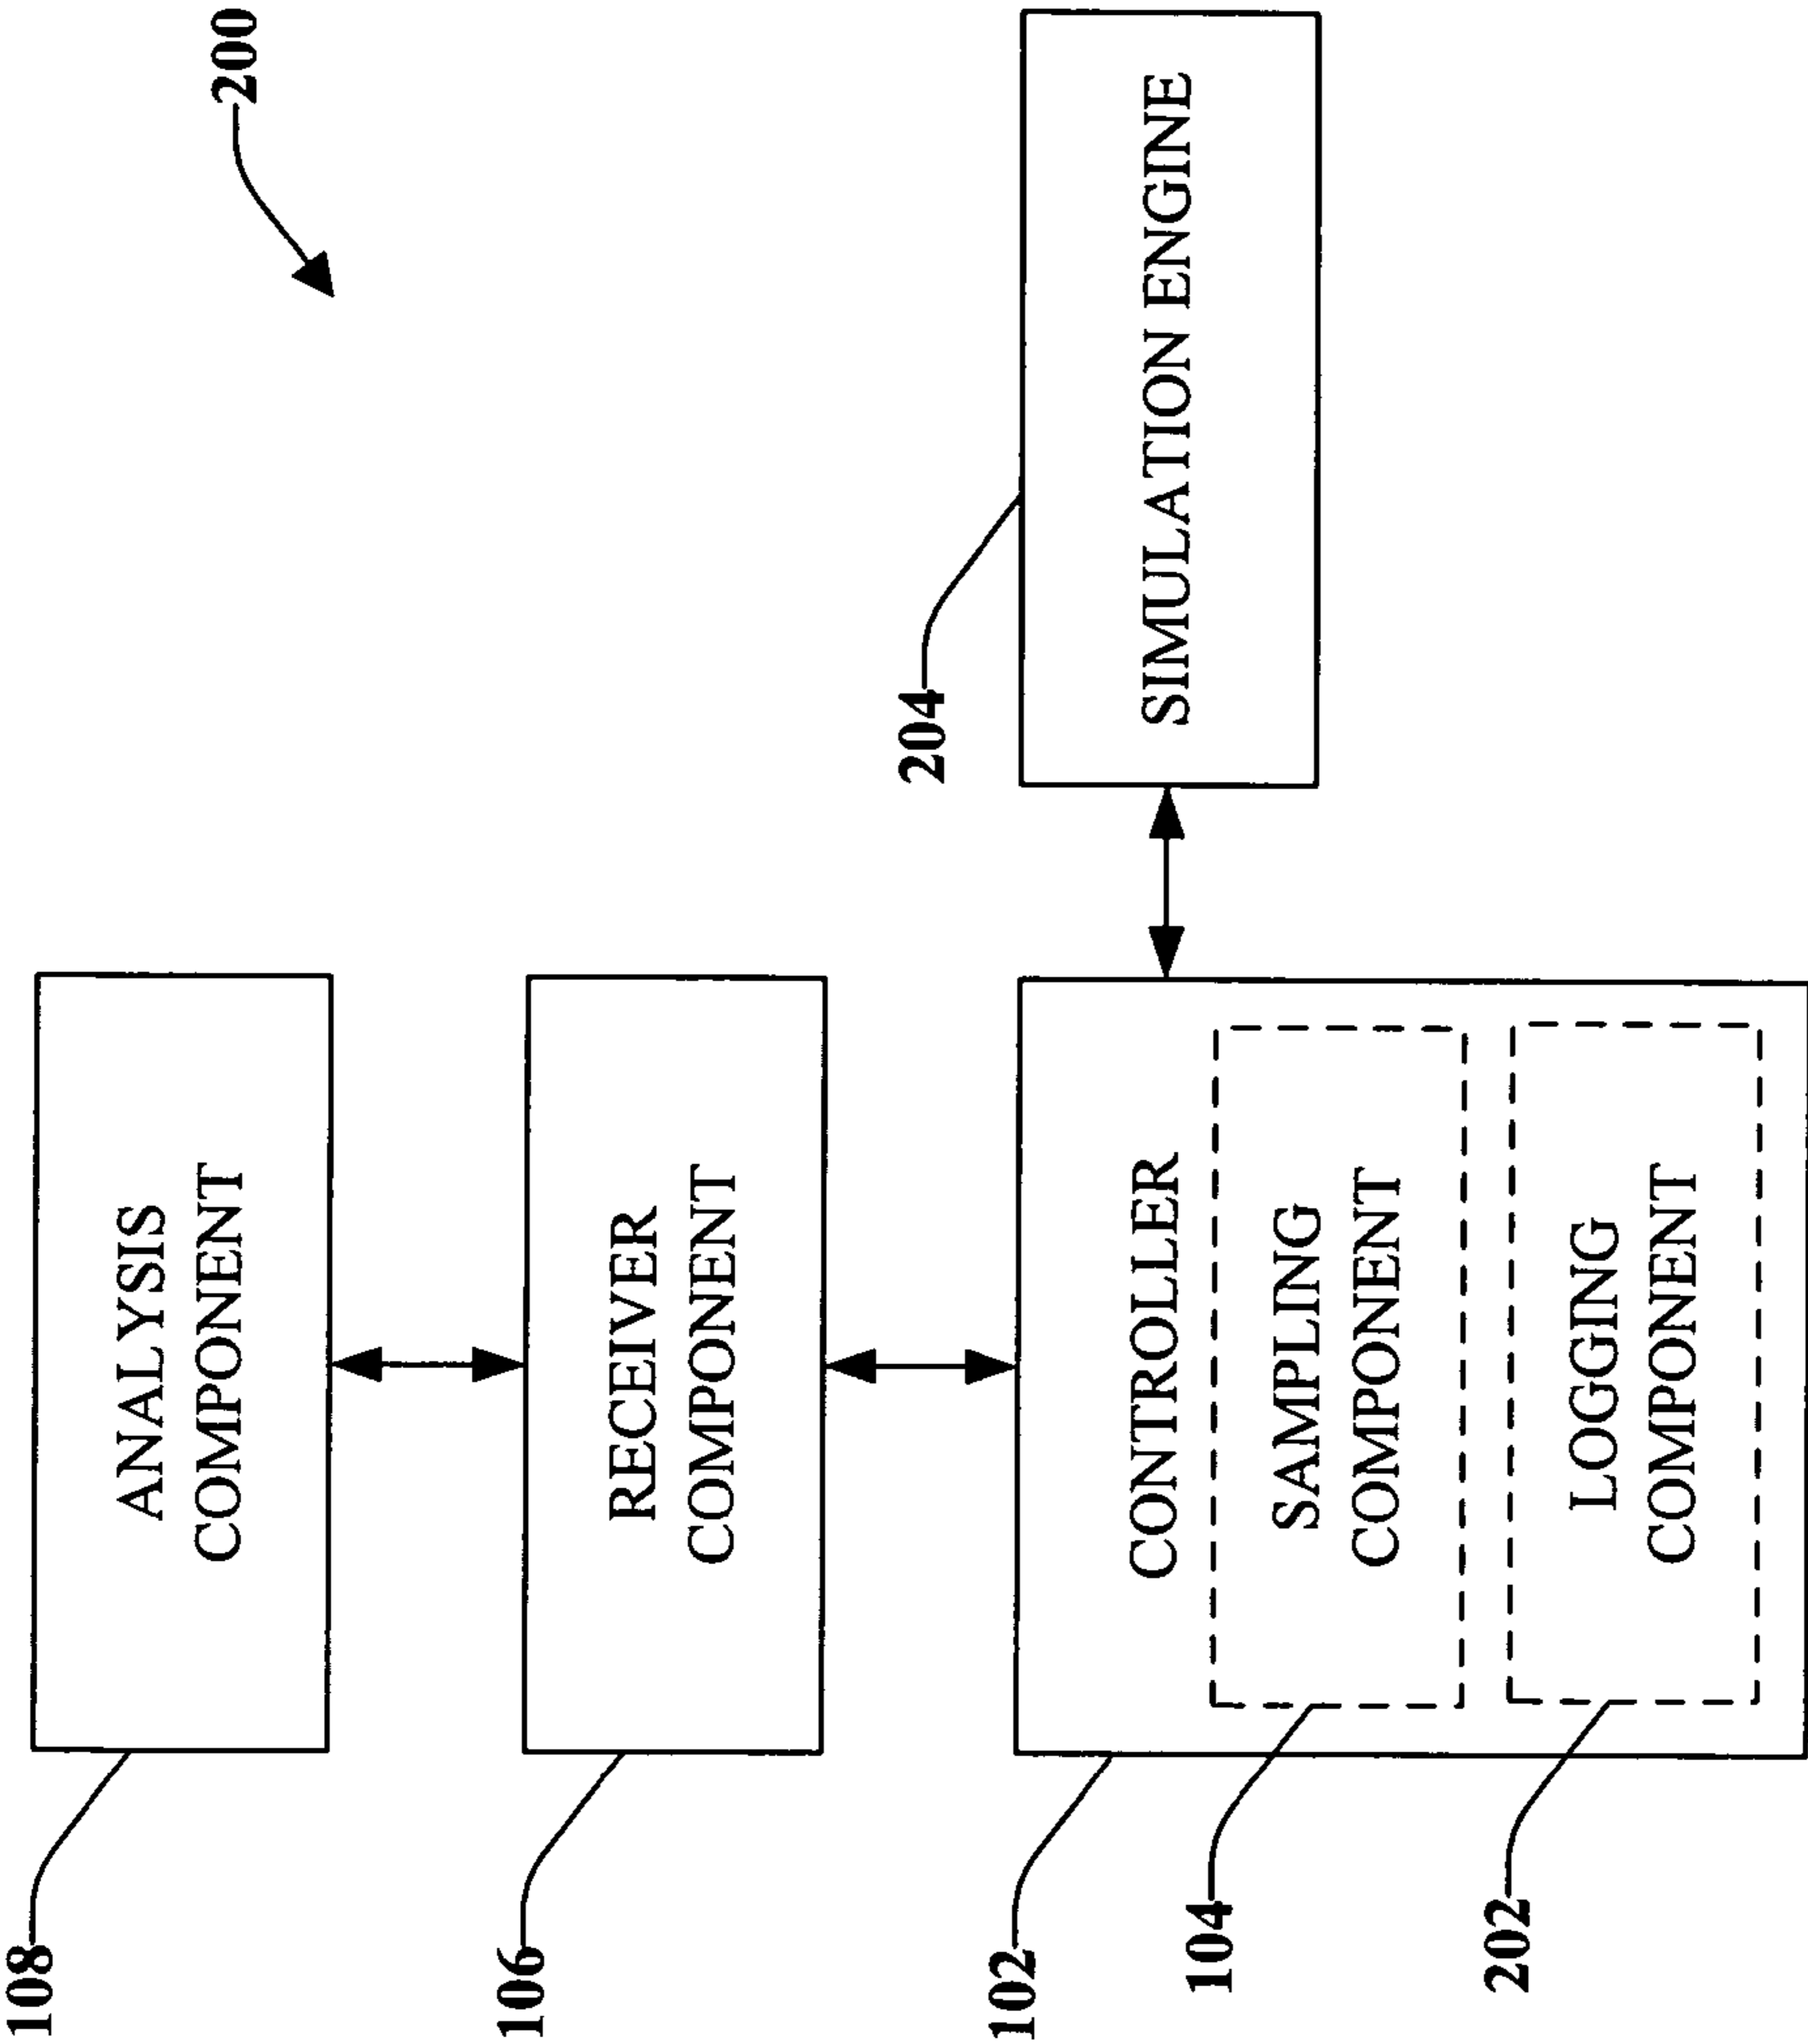 200
108
ANALYSIS
COMPONENT
106
RECEIVER
COMPONENT
204
SIMULATION ENGINE
102
CONTROLLER
104
SAMPLING
COMPONENT
202
LOGGING
COMPONENT